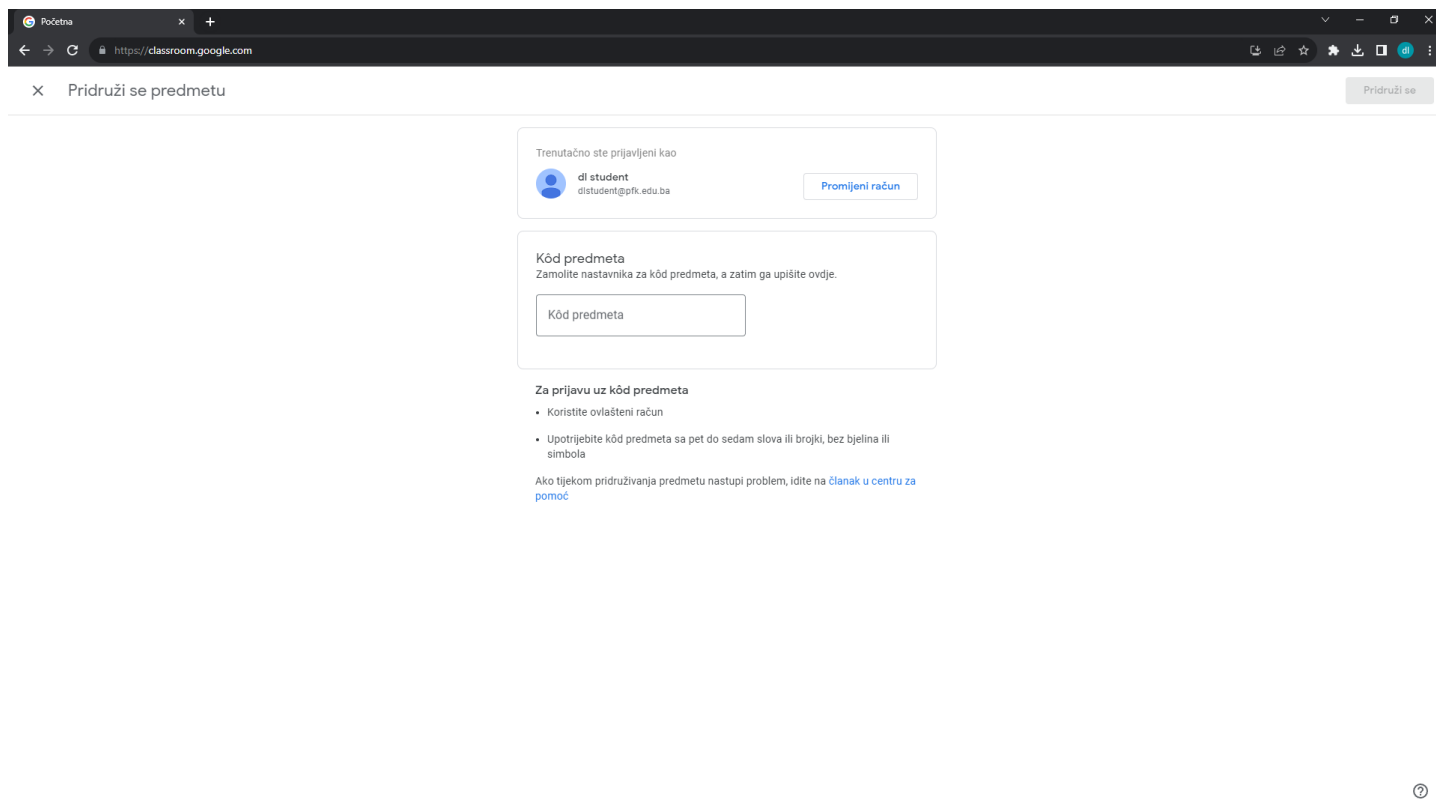 Početna
https://classroom.google.com
dl
Pridruži se predmetu
Pridruži se
Trenutačno ste prijavljeni kao
dl student
dlstudent@pfk.edu.ba
Promijeni račun
Kôd predmeta
Zamolite nastavnika za kôd predmeta, a zatim ga upišite ovdje.
Kôd predmeta
Za prijavu uz kôd predmeta
• Koristite ovlašteni račun
• Upotrijebite kôd predmeta sa pet do sedam slova ili brojki, bez bjelina ili
simbola
Ako tijekom pridruživanja predmetu nastupi problem, idite na članak u centru za
pomoć